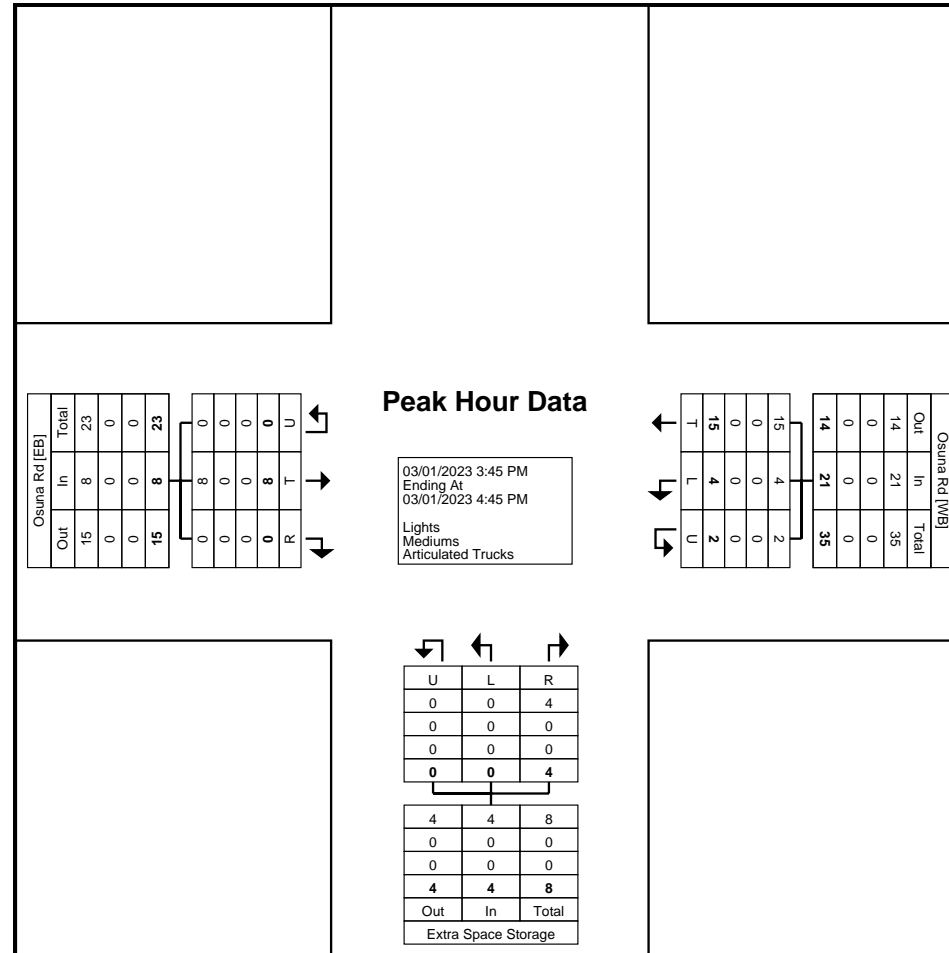 Peak Hour Data
03/01/2023 3:45 PM
Ending At
03/01/2023 4:45 PM
Lights
Mediums
Articulated Trucks
Osuna Rd [EB]
Total In Out
23 8 15
0 0 0
0 0 0
23 8 15
0 8 0
0 0 0
0 0 0
0 8 0
U T R
Osuna Rd [WB]
Out In Total
14 21 35
0 0 0
0 0 0
14 21 35
15 4 2
0 0 0
0 0 0
15 4 2
T L U
U L R
0 0 4
0 0 0
0 0 0
0 0 4
4 4 8
0 0 0
0 0 0
4 4 8
Out In Total
Extra Space Storage